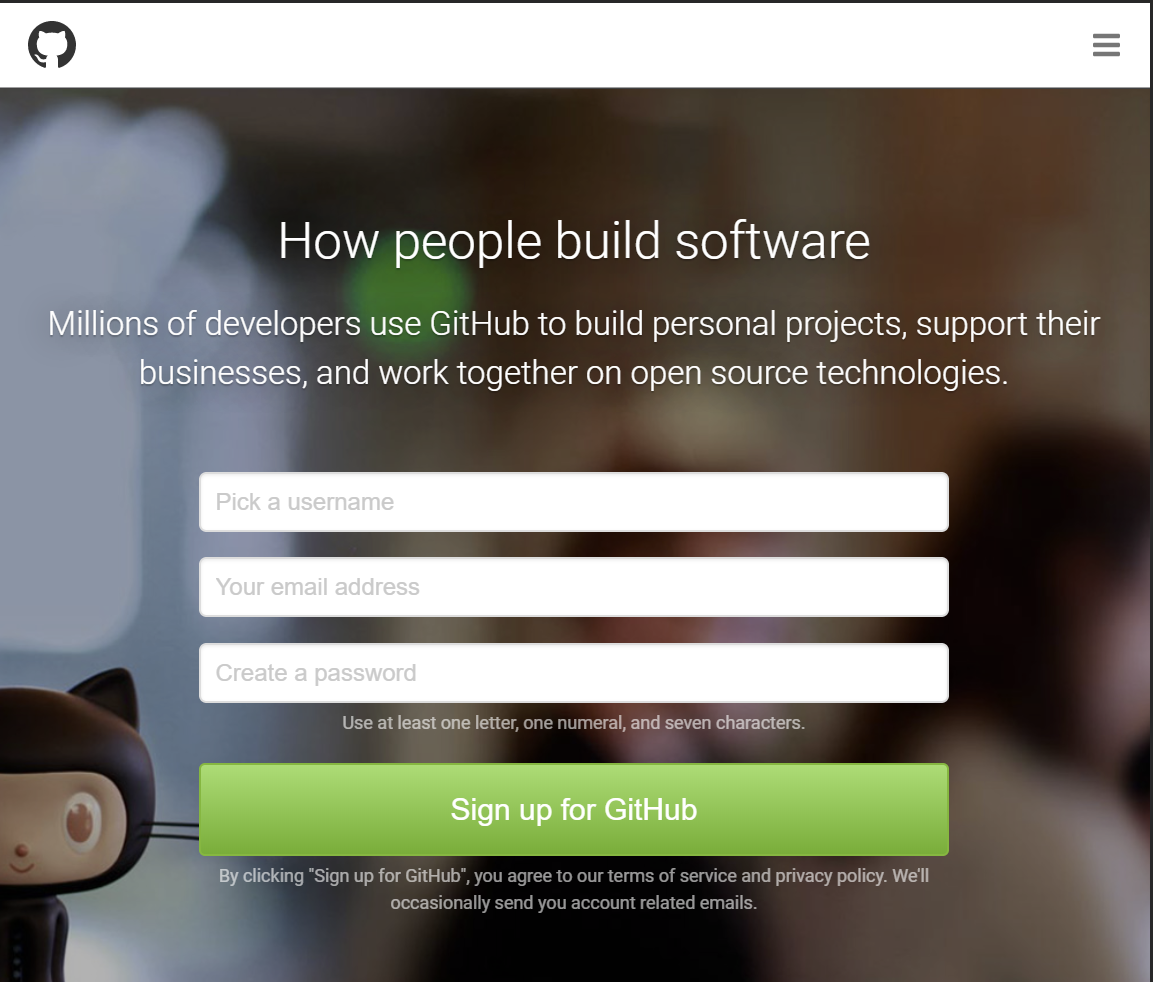 How people build software
Millions of developers use GitHub to build personal projects, support their
businesses, and work together on open source technologies.
Pick a username
Your email address
Create a password
Use at least one letter, one numeral, and seven characters.
Sign up for GitHub
By clicking "Sign up for GitHub", you agree to our terms of service and privacy policy. We'll
occasionally send you account related emails.